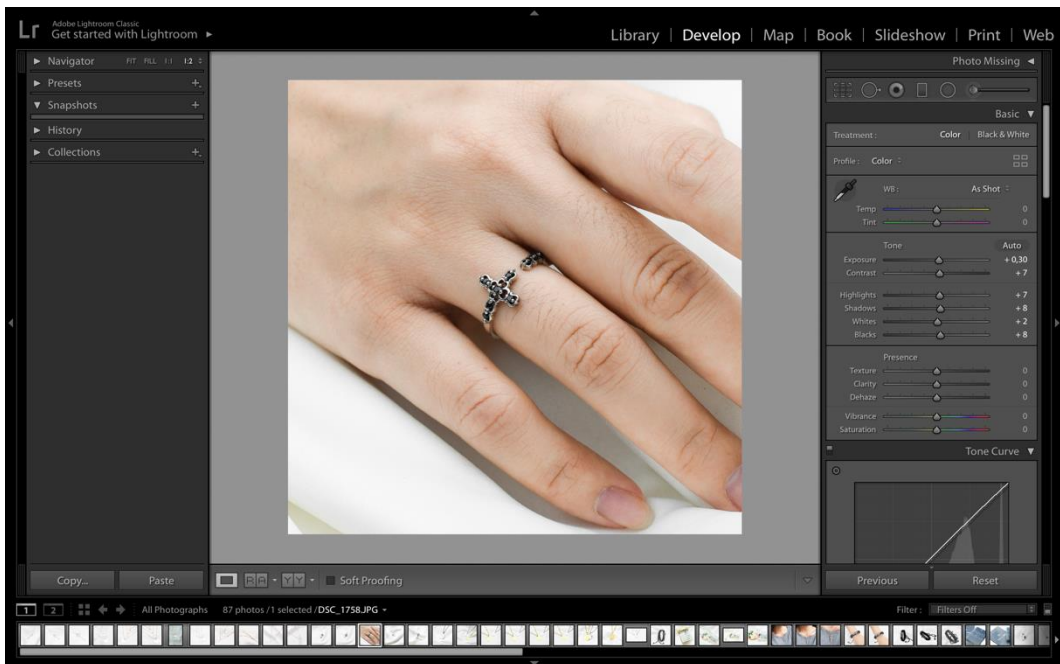 Lr
Adobe Lightroom Classic
Get started with Lightroom
Library | Develop | Map | Book | Slideshow | Print | Web
Navigator FIT FILL 1:1 1:2
Presets
Snapshots
History
Collections
Copy... Paste
R A Y Y Soft Proofing
Photo Missing
Basic
Treatment : Color Black & White
Profile : Color
WB : As Shot
Temp 0
Tint 0
Tone Auto
Exposure + 0,30
Contrast + 7
Highlights + 7
Shadows + 8
Whites + 2
Blacks + 8
Presence
Texture 0
Clarity 0
Dehaze 0
Vibrance 0
Saturation 0
Tone Curve
Previous Reset
1 2 All Photographs 87 photos / 1 selected / DSC_1758.JPG Filter : Filters Off